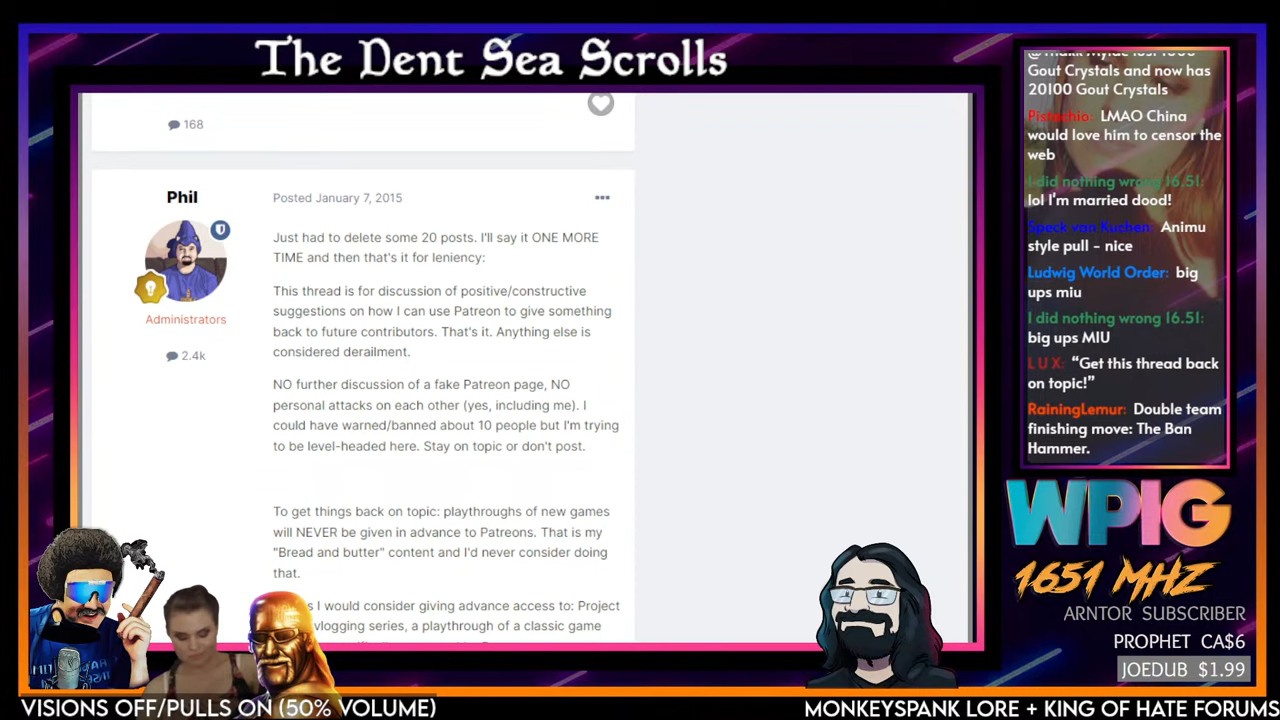 The Dent Sea Scrolls
168
Phil
Posted January 7, 2015
Just had to delete some 20 posts. I'll say it ONE MORE
TIME and then that's it for leniency:
This thread is for discussion of positive/constructive
suggestions on how I can use Patreon to give something
back to future contributors. That's it. Anything else is
considered derailment.
Administrators
2.4k
NO further discussion of a fake Patreon page, NO
personal attacks on each other (yes, including me). I
could have warned/banned about 10 people but I'm trying
to be level-headed here. Stay on topic or don't post.
To get things back on topic: playthroughs of new games
will NEVER be given in advance to Patreons. That is my
"Bread and butter" content and I'd never consider doing
that.
I would consider giving advance access to: Project
vlogging series, a playthrough of a classic game
Gout Crystals and now has
20100 Gout Crystals
Pistachio: LMAO China
would love him to censor the
web
I did nothing wrong 16.51:
lol I'm married dood!
Speck von Kuchen: Animu
style pull - nice
Ludwig World Order: big
ups miu
I did nothing wrong 16.51:
big ups MIU
L U X: “Get this thread back
on topic!”
RainingLemur: Double team
finishing move: The Ban
Hammer.
WPIG
1651 MHZ
ARNTOR SUBSCRIBER
PROPHET CA$6
JOEDUB $1.99
VISIONS OFF/PULLS ON (50% VOLUME)
MONKEYSPANK LORE + KING OF HATE FORUMS